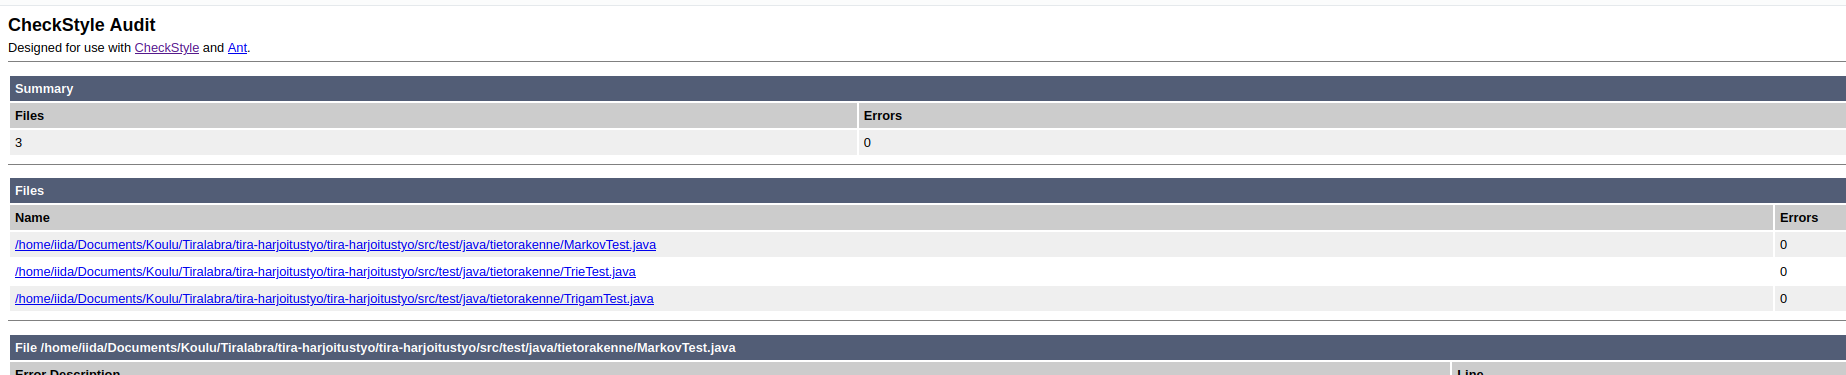 CheckStyle Audit
Designed for use with CheckStyle and Ant.
Summary
Files Errors
3 0
Files
Name Errors
/home/iida/Documents/Koulu/Tiralabra/tira-harjoitustyo/tira-harjoitustyo/src/test/java/tietorakenne/MarkovTest.java 0
/home/iida/Documents/Koulu/Tiralabra/tira-harjoitustyo/tira-harjoitustyo/src/test/java/tietorakenne/TrieTest.java 0
/home/iida/Documents/Koulu/Tiralabra/tira-harjoitustyo/tira-harjoitustyo/src/test/java/tietorakenne/TrigamTest.java 0
File /home/iida/Documents/Koulu/Tiralabra/tira-harjoitustyo/tira-harjoitustyo/src/test/java/tietorakenne/MarkovTest.java
Error Description Line